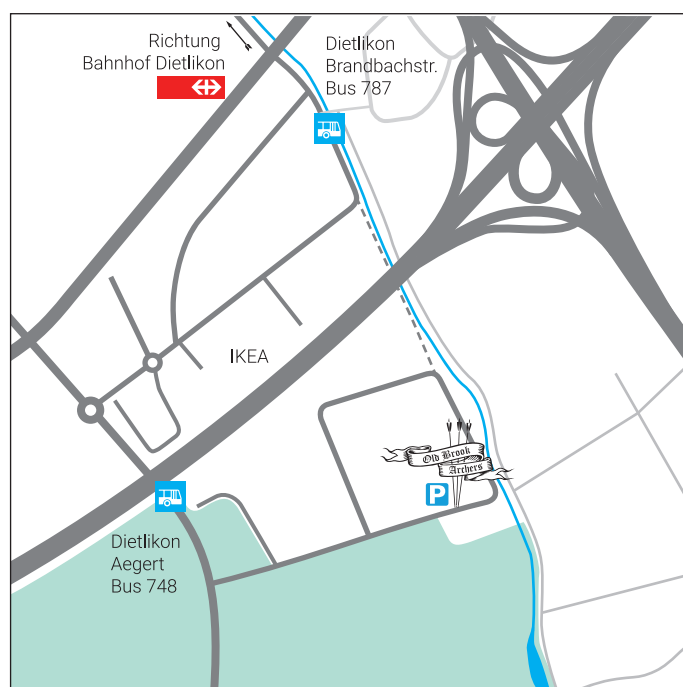 Richtung
Bahnhof Dietlikon
Dietlikon
Brandbachstr.
Bus 787
IKEA
Old Brook
Archers
P
Dietlikon
Aegert
Bus 748